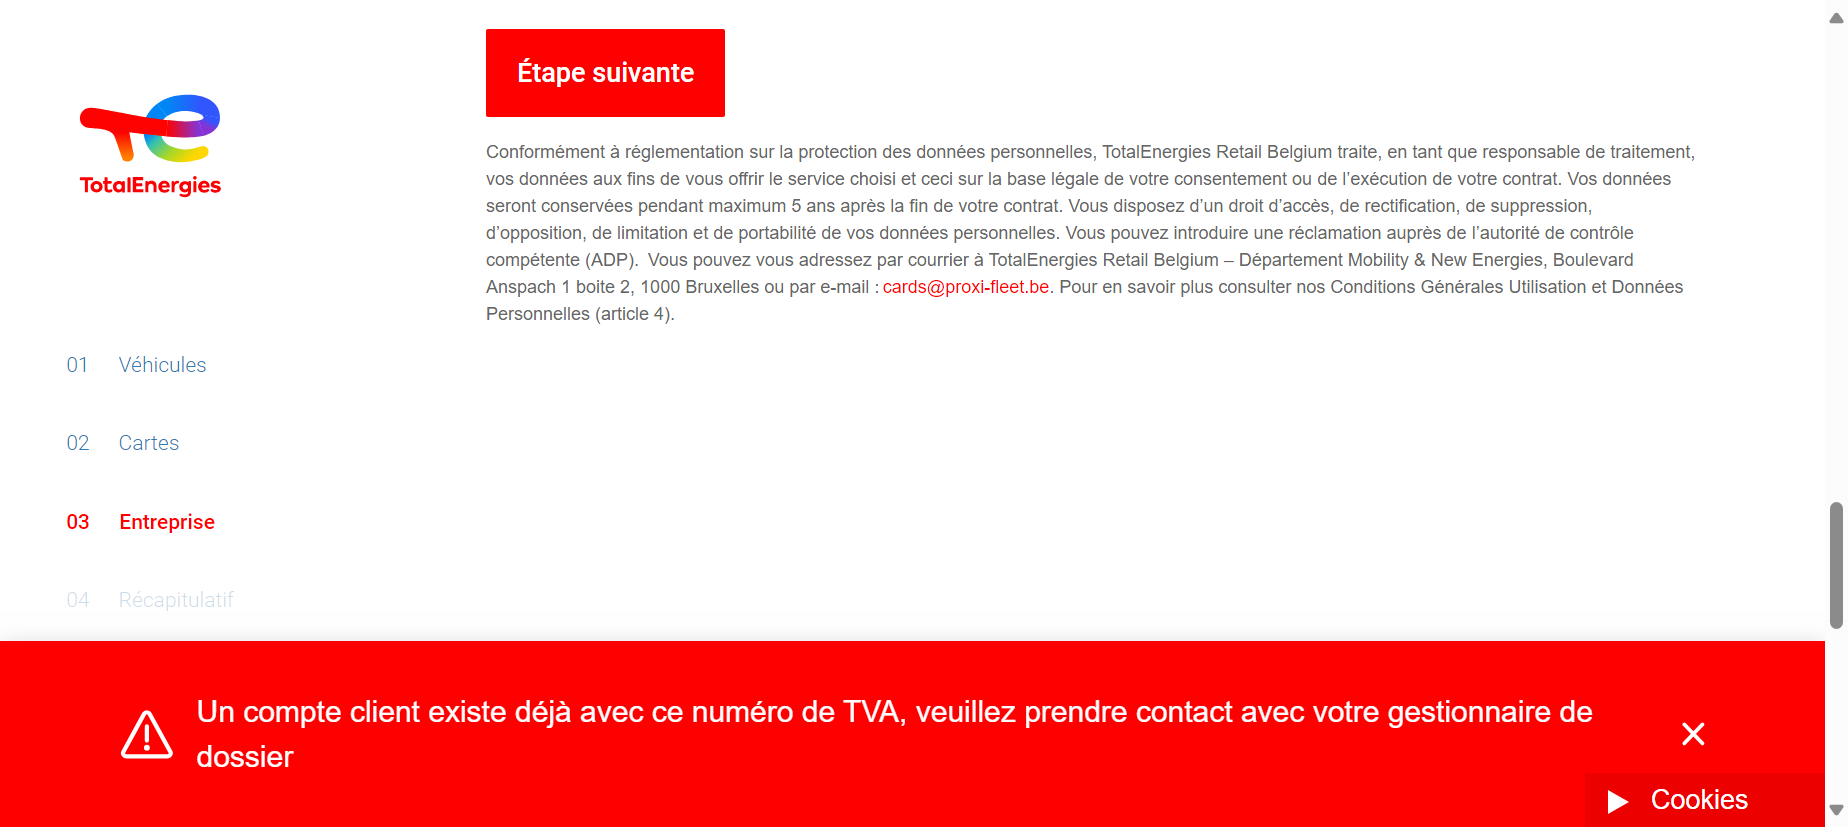 Étape suivante
TotalEnergies
Conformément à réglementation sur la protection des données personnelles, TotalEnergies Retail Belgium traite, en tant que responsable de traitement,
vos données aux fins de vous offrir le service choisi et ceci sur la base légale de votre consentement ou de l’exécution de votre contrat. Vos données
seront conservées pendant maximum 5 ans après la fin de votre contrat. Vous disposez d’un droit d’accès, de rectification, de suppression,
d’opposition, de limitation et de portabilité de vos données personnelles. Vous pouvez introduire une réclamation auprès de l’autorité de contrôle
compétente (ADP).  Vous pouvez vous adressez par courrier à TotalEnergies Retail Belgium – Département Mobility & New Energies, Boulevard
Anspach 1 boite 2, 1000 Bruxelles ou par e-mail : cards@proxi-fleet.be. Pour en savoir plus consulter nos Conditions Générales Utilisation et Données
Personnelles (article 4).
01 Véhicules
02 Cartes
03 Entreprise
04 Récapitulatif
Un compte client existe déjà avec ce numéro de TVA, veuillez prendre contact avec votre gestionnaire de
dossier
Cookies